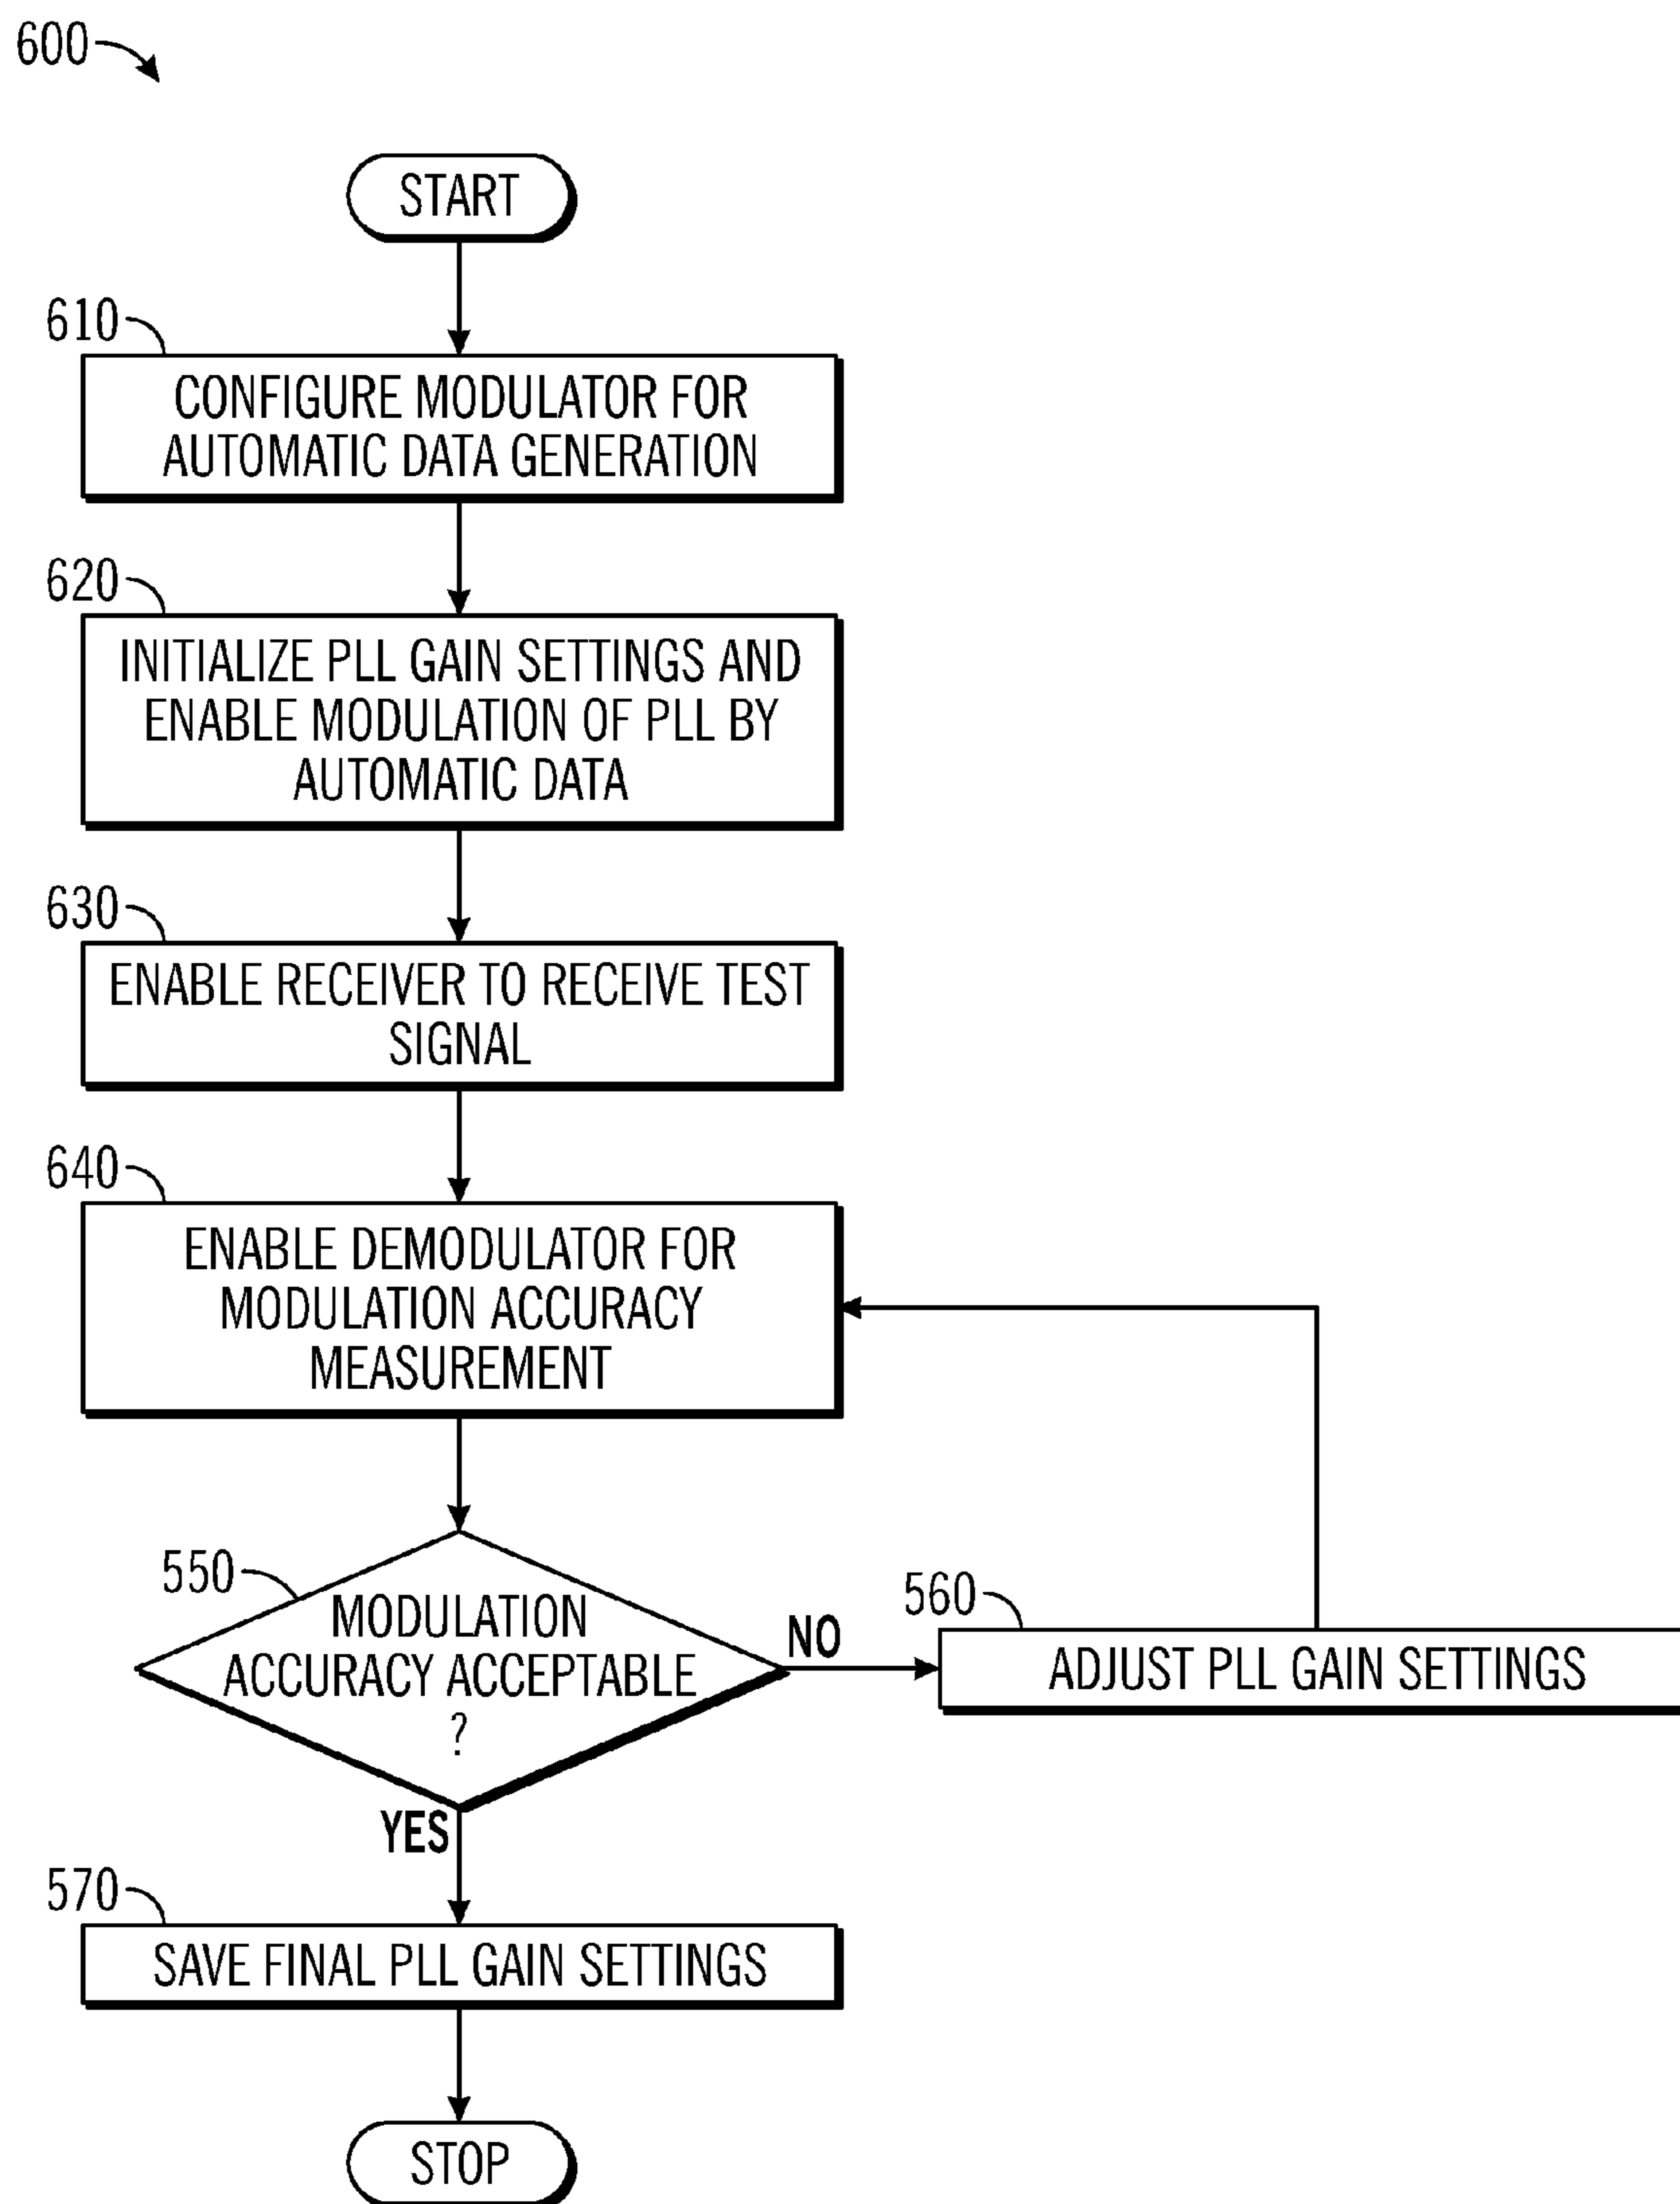 600
START
610
CONFIGURE MODULATOR FOR
AUTOMATIC DATA GENERATION
620
INITIALIZE PLL GAIN SETTINGS AND
ENABLE MODULATION OF PLL BY
AUTOMATIC DATA
630
ENABLE RECEIVER TO RECEIVE TEST
SIGNAL
640
ENABLE DEMODULATOR FOR
MODULATION ACCURACY
MEASUREMENT
550
MODULATION
ACCURACY ACCEPTABLE
?
NO
560
ADJUST PLL GAIN SETTINGS
YES
570
SAVE FINAL PLL GAIN SETTINGS
STOP